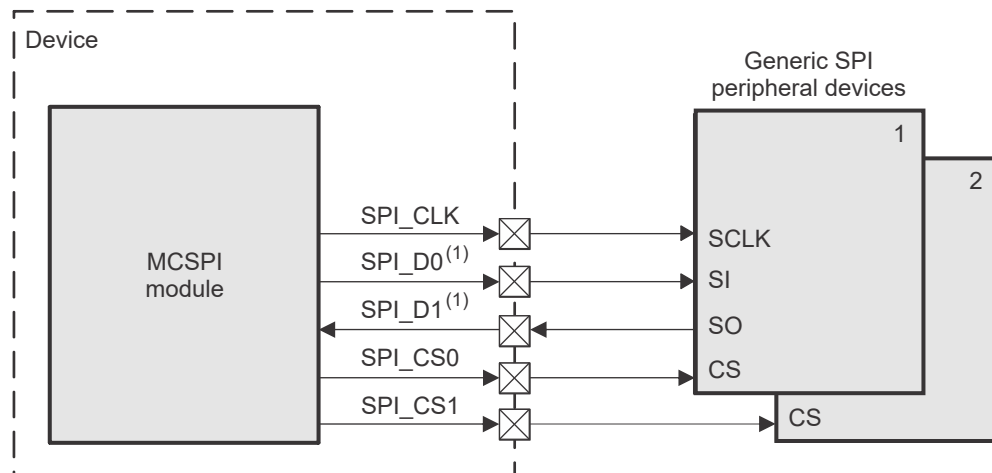 Device
Generic SPI
peripheral devices
1
2
MCSPI
module
SPI_CLK
SPI_D0(1)
SPI_D1(1)
SPI_CS0
SPI_CS1
SCLK
SI
SO
CS
CS